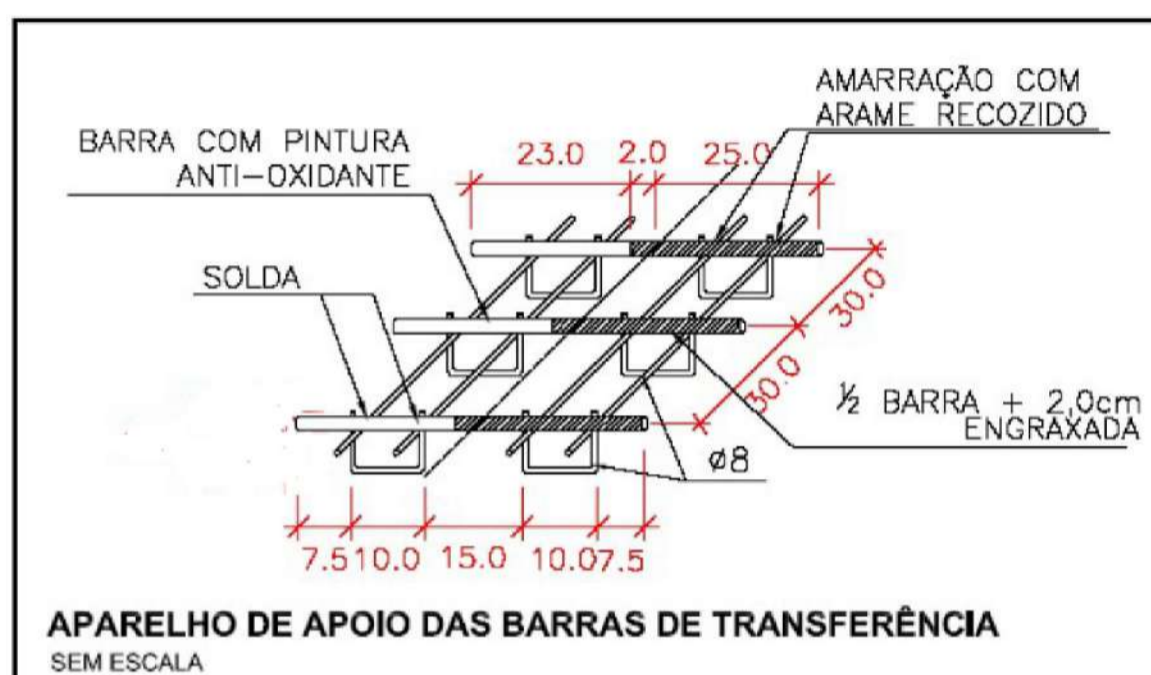 AMARRAÇÃO COM
ARAME RECOZIDO
BARRA COM PINTURA
ANTI-OXIDANTE
23.0 2.0 25.0
SOLDA
30.0
30.0
½ BARRA + 2,0cm
ENGRAXADA
ø8
7.5 10.0 15.0 10.0 7.5
APARELHO DE APOIO DAS BARRAS DE TRANSFERÊNCIA
SEM ESCALA